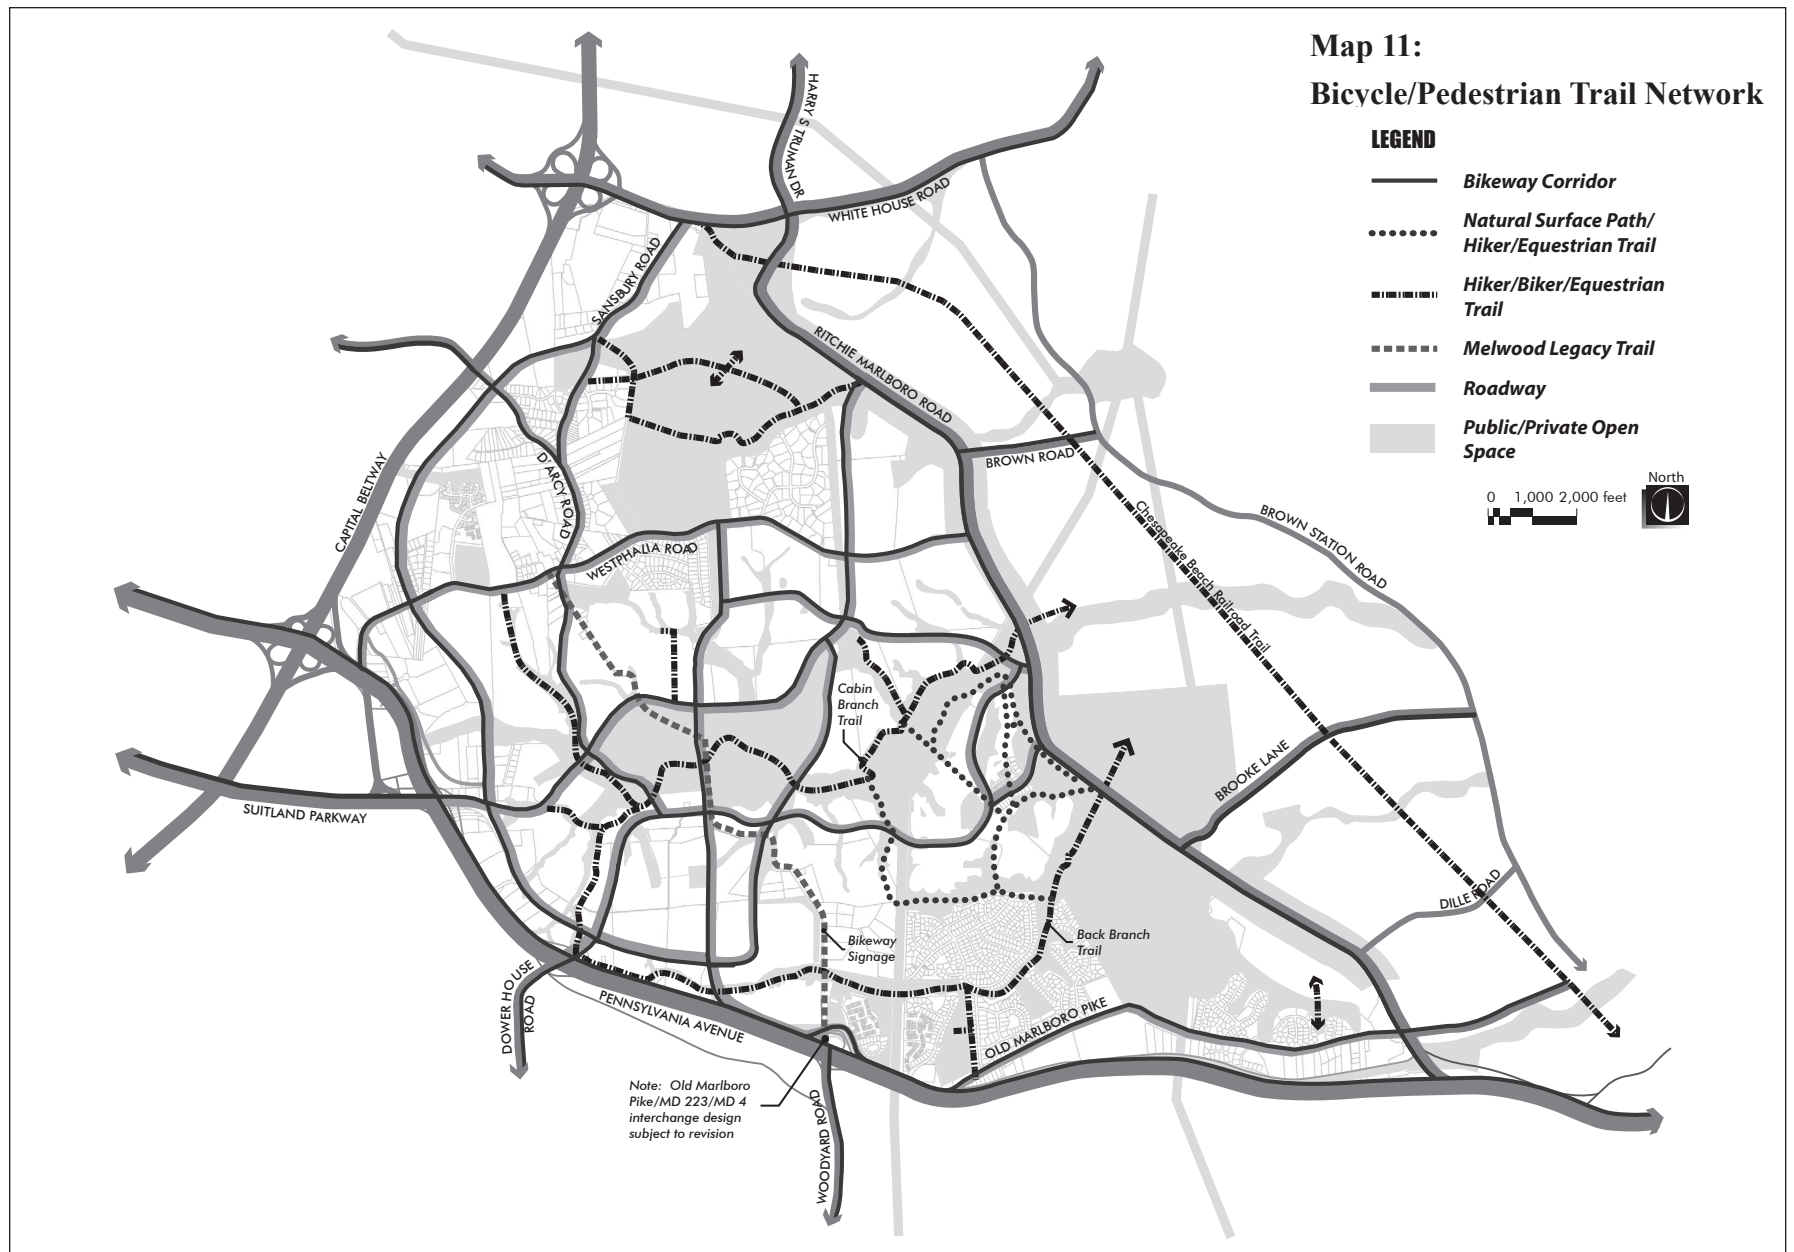 Map 11:
Bicycle/Pedestrian Trail Network
LEGEND
Bikeway Corridor
Natural Surface Path/
Hiker/Equestrian Trail
Hiker/Biker/Equestrian
Trail
Melwood Legacy Trail
Roadway
Public/Private Open
Space
0 1,000 2,000 feet
North
HARRY S TRUMAN DR
WHITE HOUSE ROAD
SANSBURY ROAD
RITCHIE MARLBORO ROAD
BROWN ROAD
D'ARCY ROAD
CAPITAL BELTWAY
WESTPHALIA ROAD
Chesapeake Beach Railroad Trail
BROWN STATION ROAD
Cabin
Branch
Trail
BROOKE LANE
SUITLAND PARKWAY
DILLE ROAD
Bikeway
Signage
Back Branch
Trail
DOWER HOUSE
ROAD
PENNSYLVANIA AVENUE
OLD MARLBORO PIKE
Note: Old Marlboro
Pike/MD 223/MD 4
interchange design
subject to revision
WOODYARD ROAD